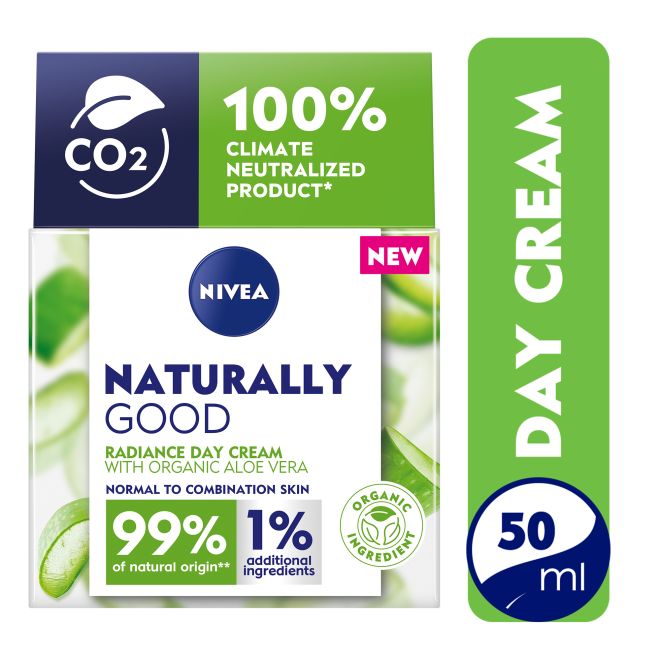 CO2
100%
CLIMATE
NEUTRALIZED
PRODUCT*
NEW
NIVEA
NATURALLY
GOOD
RADIANCE DAY CREAM
WITH ORGANIC ALOE VERA
NORMAL TO COMBINATION SKIN
99%
of natural origin**
1%
additional
ingredients
ORGANIC
INGREDIENT
DAY CREAM
50
ml